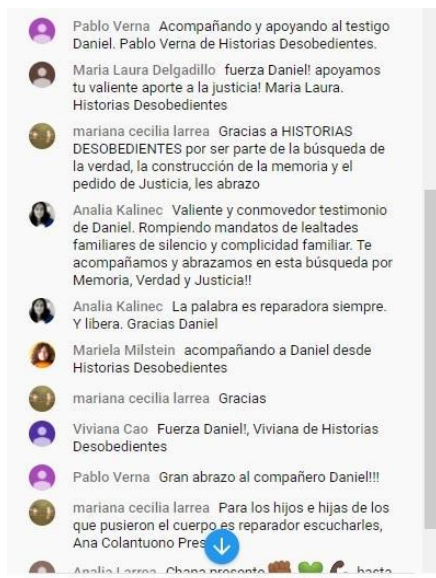 Pablo Verna Acompañando y apoyando al testigo
Daniel. Pablo Verna de Historias Desobedientes.
Maria Laura Delgadillo fuerza Daniel! apoyamos
tu valiente aporte a la justicia! Maria Laura.
Historias Desobedientes
mariana cecilia larrea Gracias a HISTORIAS
DESOBEDIENTES por ser parte de la búsqueda de
la verdad, la construcción de la memoria y el
pedido de Justicia, les abrazo
Analia Kalinec Valiente y conmovedor testimonio
de Daniel. Rompiendo mandatos de lealtades
familiares de silencio y complicidad familiar. Te
acompañamos y abrazamos en esta búsqueda por
Memoria, Verdad y Justicia!!
Analia Kalinec La palabra es reparadora siempre.
Y libera. Gracias Daniel
Mariela Milstein acompañando a Daniel desde
Historias Desobedientes
mariana cecilia larrea Gracias
Viviana Cao Fuerza Daniel!, Viviana de Historias
Desobedientes
Pablo Verna Gran abrazo al compañero Daniel!!!
mariana cecilia larrea Para los hijos e hijas de los
que pusieron el cuerpo es reparador escucharles,
Ana Colantuono Pres
Analia Larrea Chana presente hasta